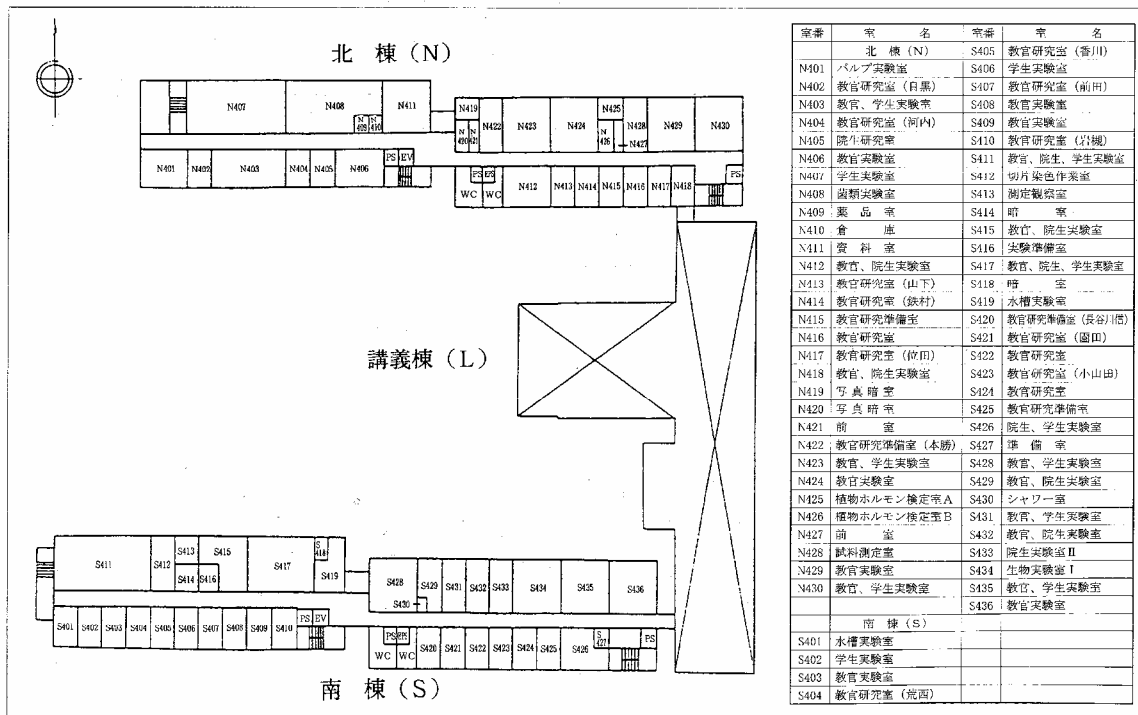 北 棟 (N)
N407
N408
N409
N410
N411
N401
N402
N403
N404
N405
N406
PS
EV
N419
N420
N421
N422
N423
N424
N425
N426
N427
N428
N429
N430
PS
EPS
WC
WC
N412
N413
N414
N415
N416
N417
N418
PS
講義棟 (L)
S411
S412
S413
S414
S415
S416
S417
S418
S419
S401
S402
S403
S404
S405
S406
S407
S408
S409
S410
PS
EV
S428
S429
S430
S431
S432
S433
S434
S435
S436
PS
EPS
WC
WC
S420
S421
S422
S423
S424
S425
S426
S427
PS
南 棟 (S)
室番 室 名 室番 室 名
北 棟 (N) S405 教官研究室 (香川)
N401 パルプ実験室 S406 学生実験室
N402 教官研究室 (目黒) S407 教官研究室 (前田)
N403 教官、学生実験室 S408 教官実験室
N404 教官研究室 (河内) S409 教官実験室
N405 院生研究室 S410 教官研究室 (岩槻)
N406 教官実験室 S411 教官、院生、学生実験室
N407 学生実験室 S412 切片染色作業室
N408 菌類実験室 S413 測定観察室
N409 薬 品 室 S414 暗 室
N410 倉 庫 S415 教官、院生実験室
N411 資 料 室 S416 実験準備室
N412 教官、院生実験室 S417 教官、院生、学生実験室
N413 教官研究室 (山下) S418 暗 室
N414 教官研究室 (鉄村) S419 水槽実験室
N415 教官研究準備室 S420 教官研究準備室 (長谷川信)
N416 教官研究室 S421 教官研究室 (園田)
N417 教官研究室 (位田) S422 教官研究室
N418 教官、院生実験室 S423 教官研究室 (小山田)
N419 写真暗室 S424 教官研究室
N420 写真暗室 S425 教官研究準備室
N421 前 室 S426 院生、学生実験室
N422 教官研究準備室 (本勝) S427 準 備 室
N423 教官、学生実験室 S428 教官、学生実験室
N424 教官実験室 S429 教官、院生実験室
N425 植物ホルモン検定室A S430 シャワー室
N426 植物ホルモン検定室B S431 教官、学生実験室
N427 前 室 S432 教官、院生実験室
N428 試料測定室 S433 院生実験室Ⅱ
N429 教官実験室 S434 生物実験室Ⅰ
N430 教官、学生実験室 S435 教官、学生実験室
S436 教官実験室
南 棟 (S)
S401 水槽実験室
S402 学生実験室
S403 教官実験室
S404 教官研究室 (荒西)